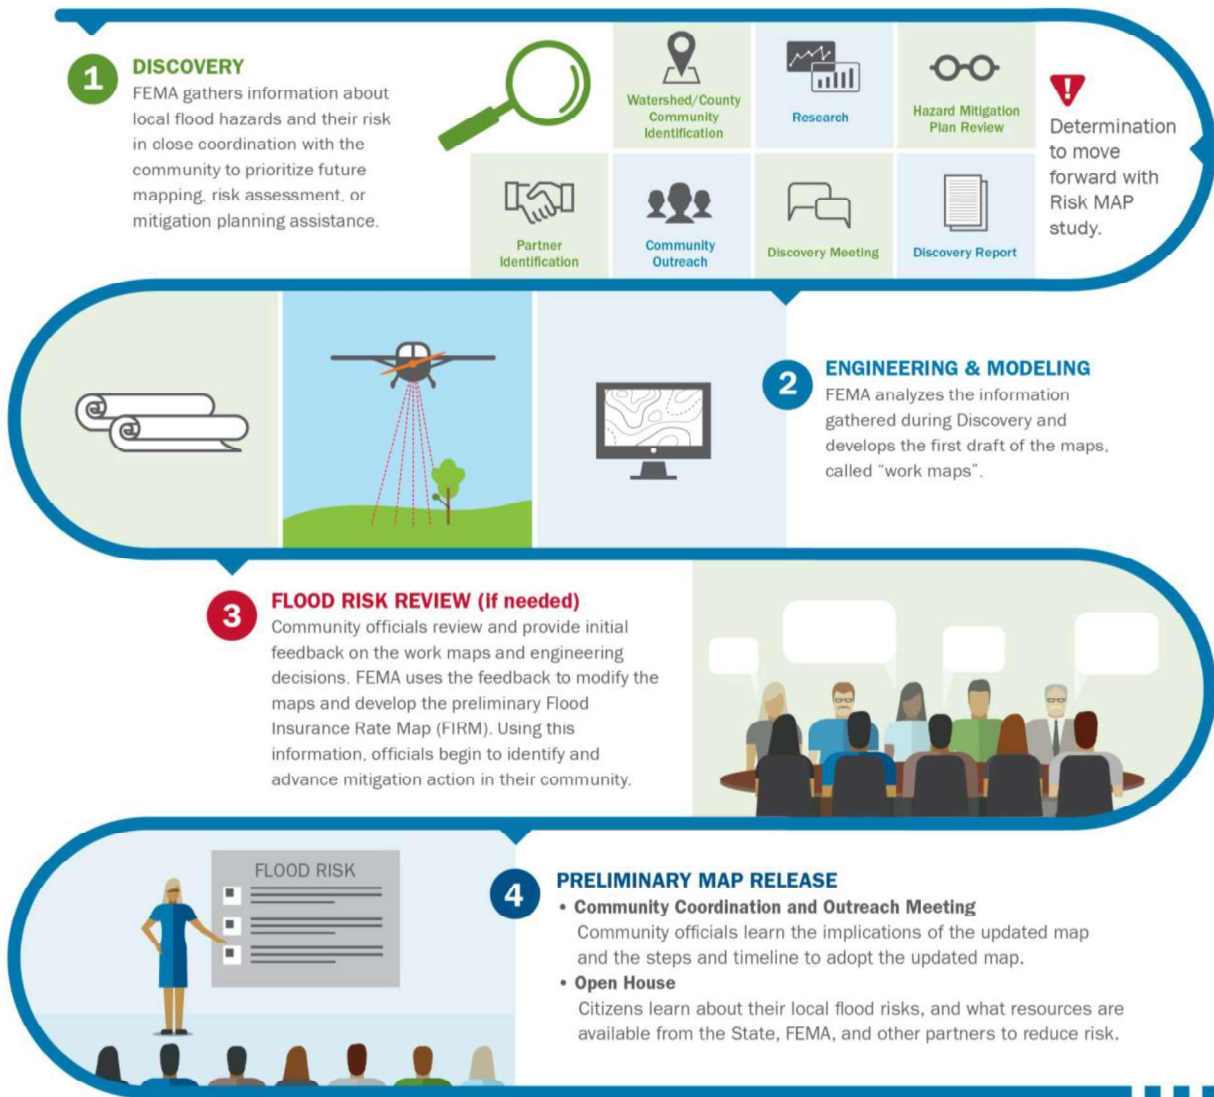 1
DISCOVERY
FEMA gathers information about
local flood hazards and their risk
in close coordination with the
community to prioritize future
mapping, risk assessment, or
mitigation planning assistance.
Watershed/County
Community
Identification
Research
Hazard Mitigation
Plan Review
Partner
Identification
Community
Outreach
Discovery Meeting
Discovery Report
!
Determination
to move
forward with
Risk MAP
study.
2
ENGINEERING & MODELING
FEMA analyzes the information
gathered during Discovery and
develops the first draft of the maps,
called “work maps”.
3
FLOOD RISK REVIEW (if needed)
Community officials review and provide initial
feedback on the work maps and engineering
decisions. FEMA uses the feedback to modify the
maps and develop the preliminary Flood
Insurance Rate Map (FIRM). Using this
information, officials begin to identify and
advance mitigation action in their community.
FLOOD RISK
4
PRELIMINARY MAP RELEASE
• Community Coordination and Outreach Meeting
Community officials learn the implications of the updated map
and the steps and timeline to adopt the updated map.
• Open House
Citizens learn about their local flood risks, and what resources are
available from the State, FEMA, and other partners to reduce risk.